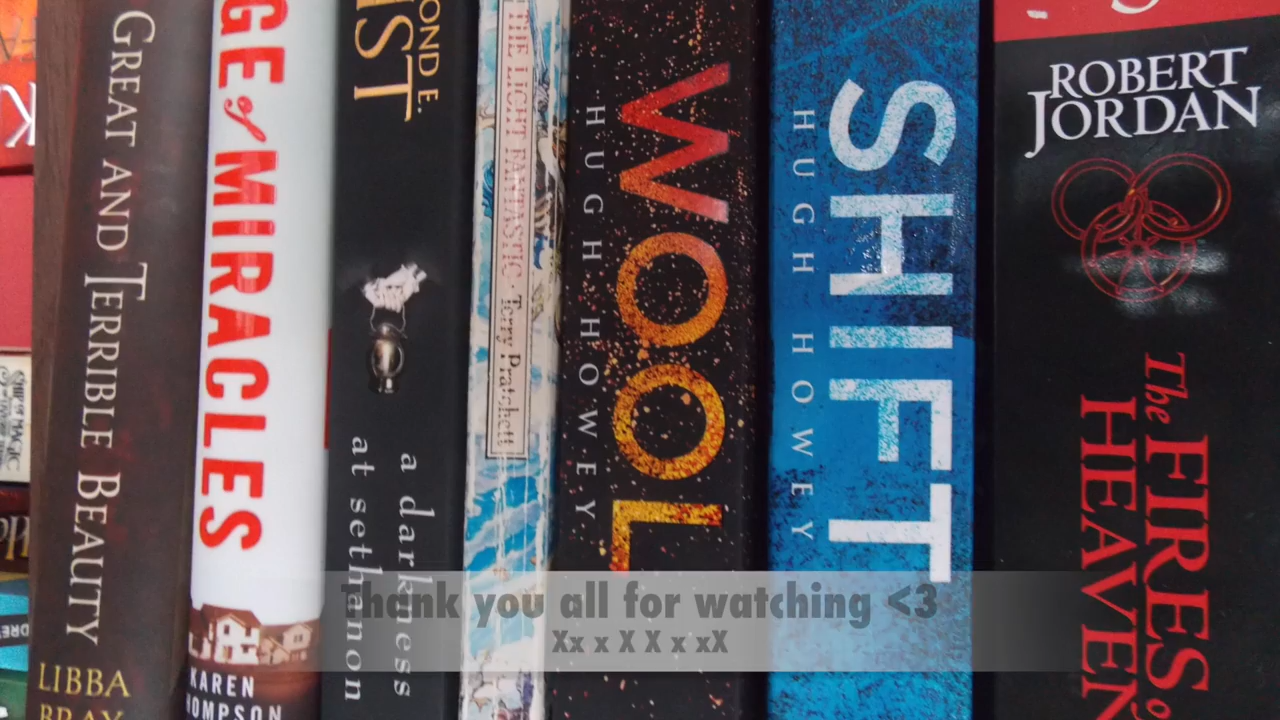 GREAT AND TERRIBLE BEAUTY
LIBBA
BRAY
GE of MIRACLES
KAREN
HOMPSON
OND E.
IST
a darkness
at sethanon
THE LIGHT FANTASTIC · Terry Pratchett
WOOL
HUGH HOWEY
SHIFT
HUGH HOWEY
ROBERT
JORDAN
The FIRES of
HEAVEN
Thank you all for watching <3
Xx x X X x xX